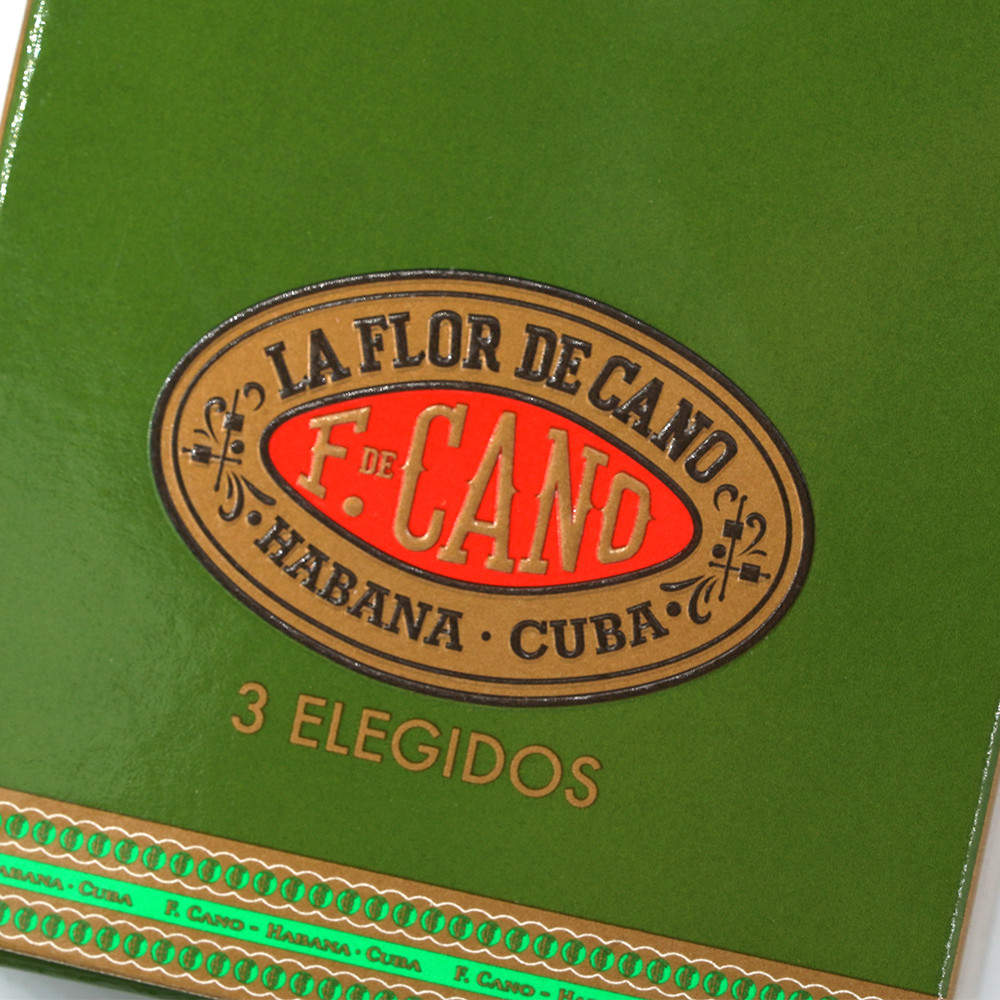 LA FLOR DE CANO
F. DE CANO
HABANA · CUBA
3 ELEGIDOS
HABANA · CUBA F. CANO - HABANA · CUBA F. CANO -